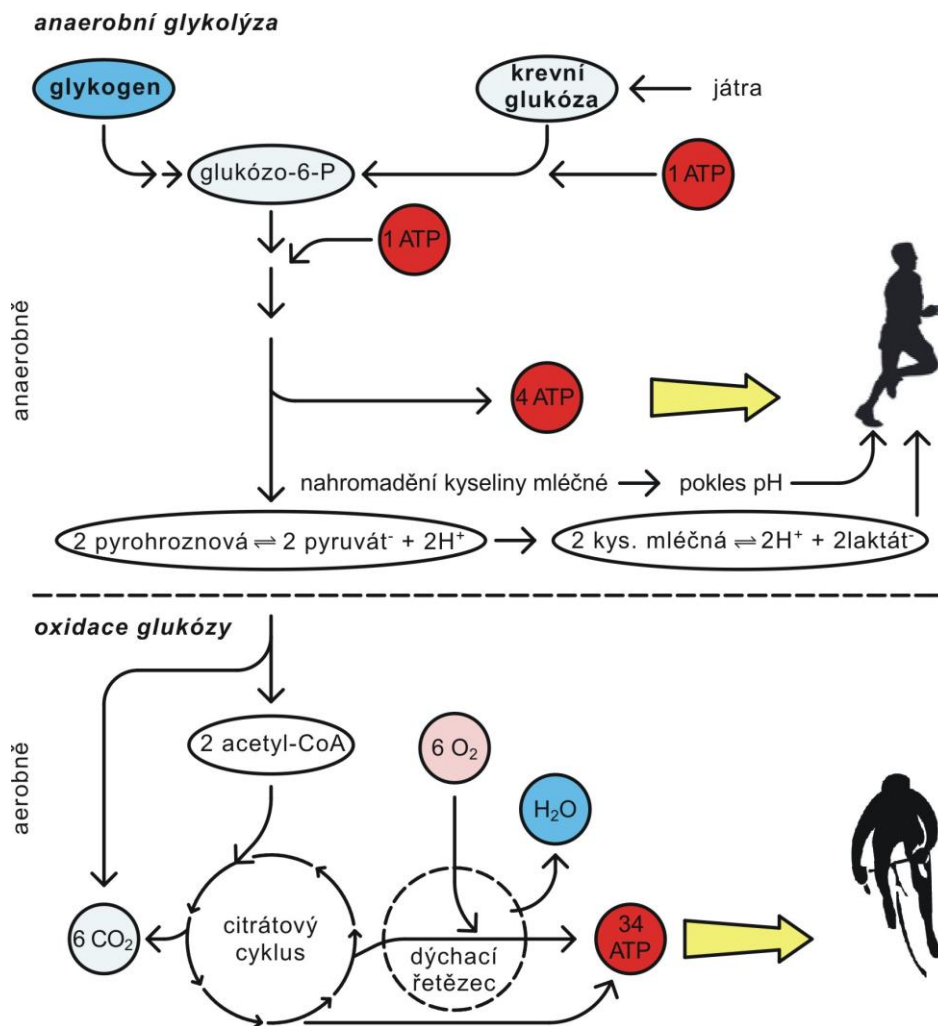 anaerobní glykolýza
glykogen
krevní
glukóza
játra
glukózo-6-P
1 ATP
1 ATP
anaerobně
4 ATP
nahromadění kyseliny mléčné
pokles pH
2 pyrohroznová ⇌ 2 pyruvát⁻ + 2H⁺
2 kys. mléčná ⇌ 2H⁺ + 2laktát⁻
oxidace glukózy
aerobně
2 acetyl-CoA
6 O₂
H₂O
6 CO₂
citrátový
cyklus
dýchací
řetězec
34
ATP